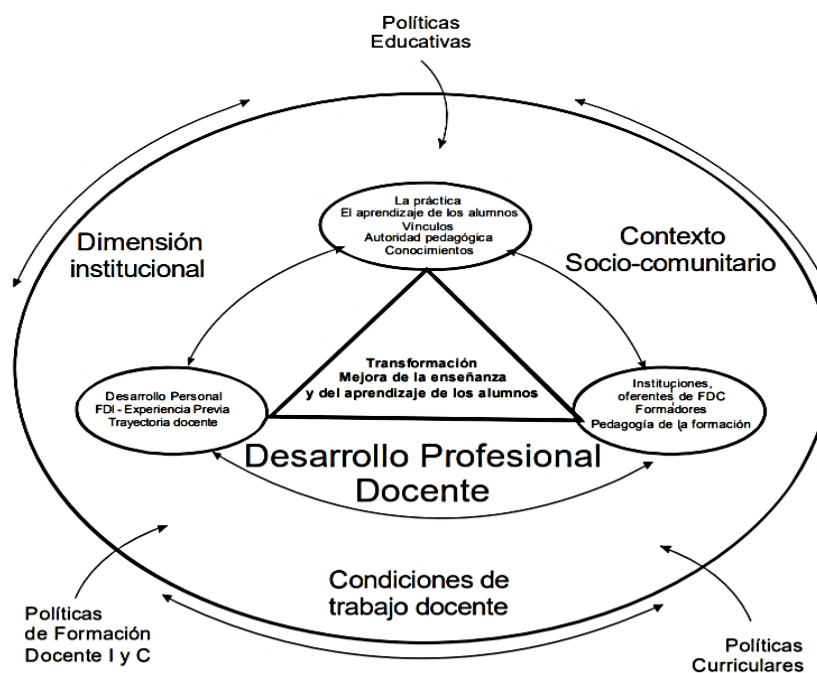 Políticas
Educativas
La práctica
El aprendizaje de los alumnos
Vínculos
Autoridad pedagógica
Conocimientos
Dimensión
institucional
Contexto
Socio-comunitario
Transformación
Mejora de la enseñanza
y del aprendizaje de los alumnos
Desarrollo Personal
FDI - Experiencia Previa
Trayectoria docente
Instituciones,
oferentes de FDC
Formadores
Pedagogía de la formación
Desarrollo Profesional
Docente
Condiciones de
trabajo docente
Políticas
de Formación
Docente I y C
Políticas
Curriculares